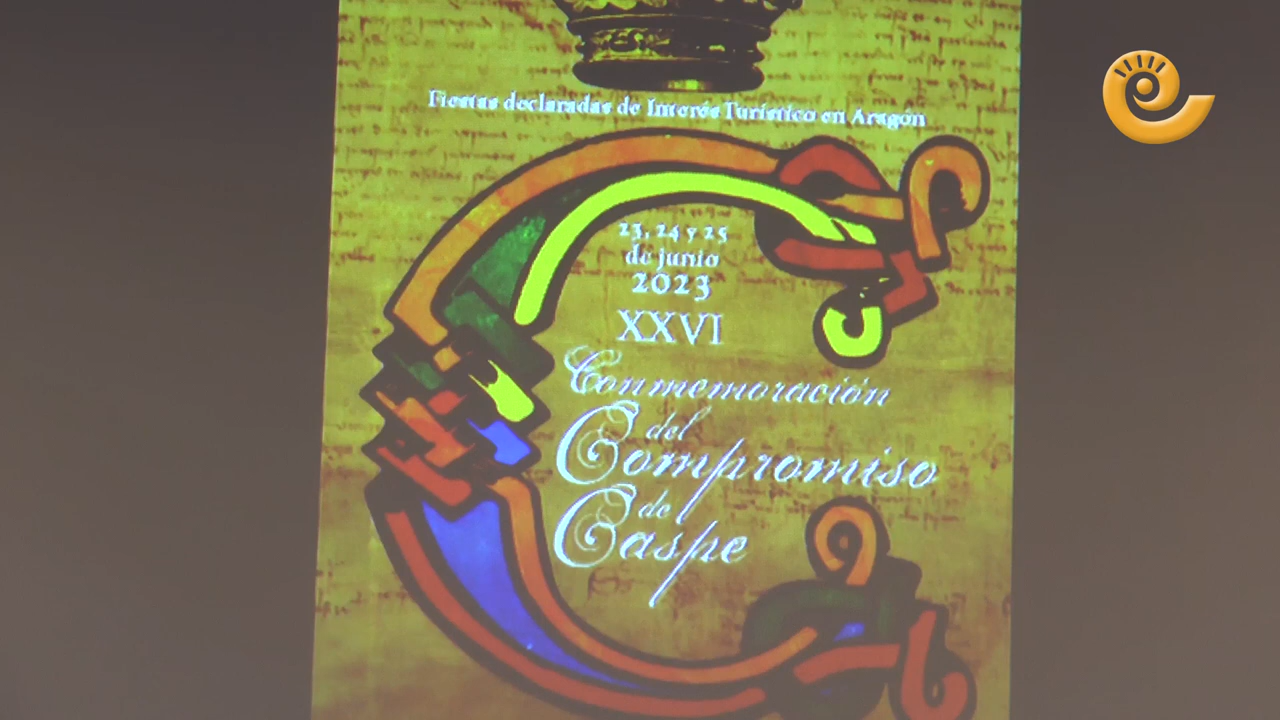 Fiestas declaradas de Interés Turístico en Aragón
23, 24 y 25
de junio
2023
XXVI
Conmemoración
del
Compromiso
de
Caspe